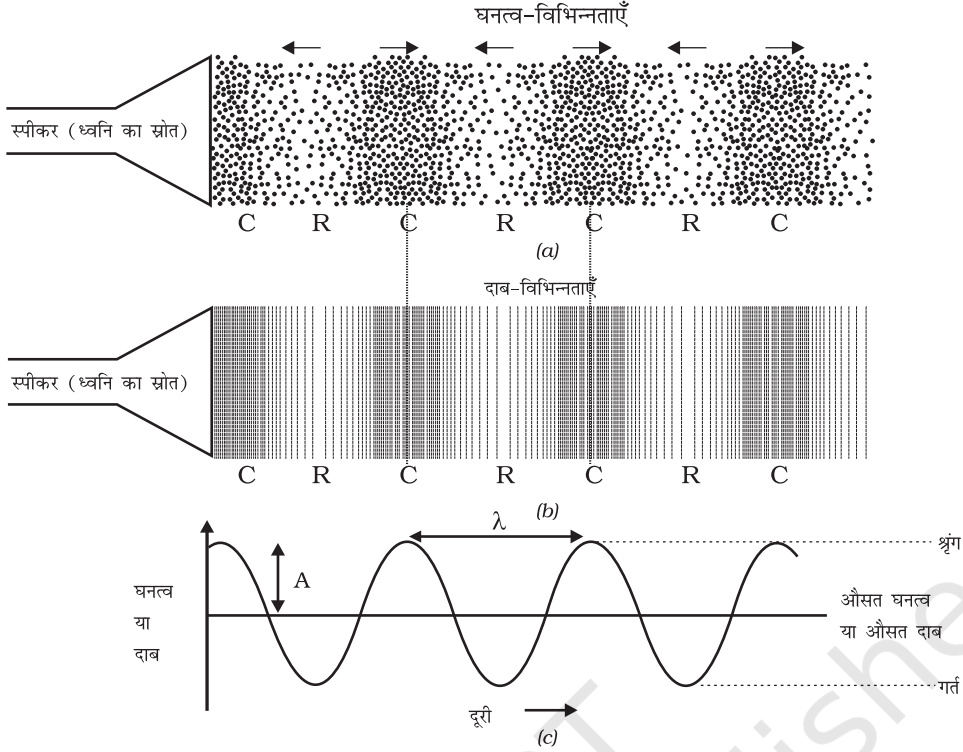 घनत्व-विभिन्नताएँ
स्पीकर (ध्वनि का स्रोत)
C R C R C R C
(a)
दाब-विभिन्नताएँ
स्पीकर (ध्वनि का स्रोत)
C R C R C R C
(b)
λ
श्रृंग
A
घनत्व
या
दाब
औसत घनत्व
या औसत दाब
गर्त
दूरी
(c)